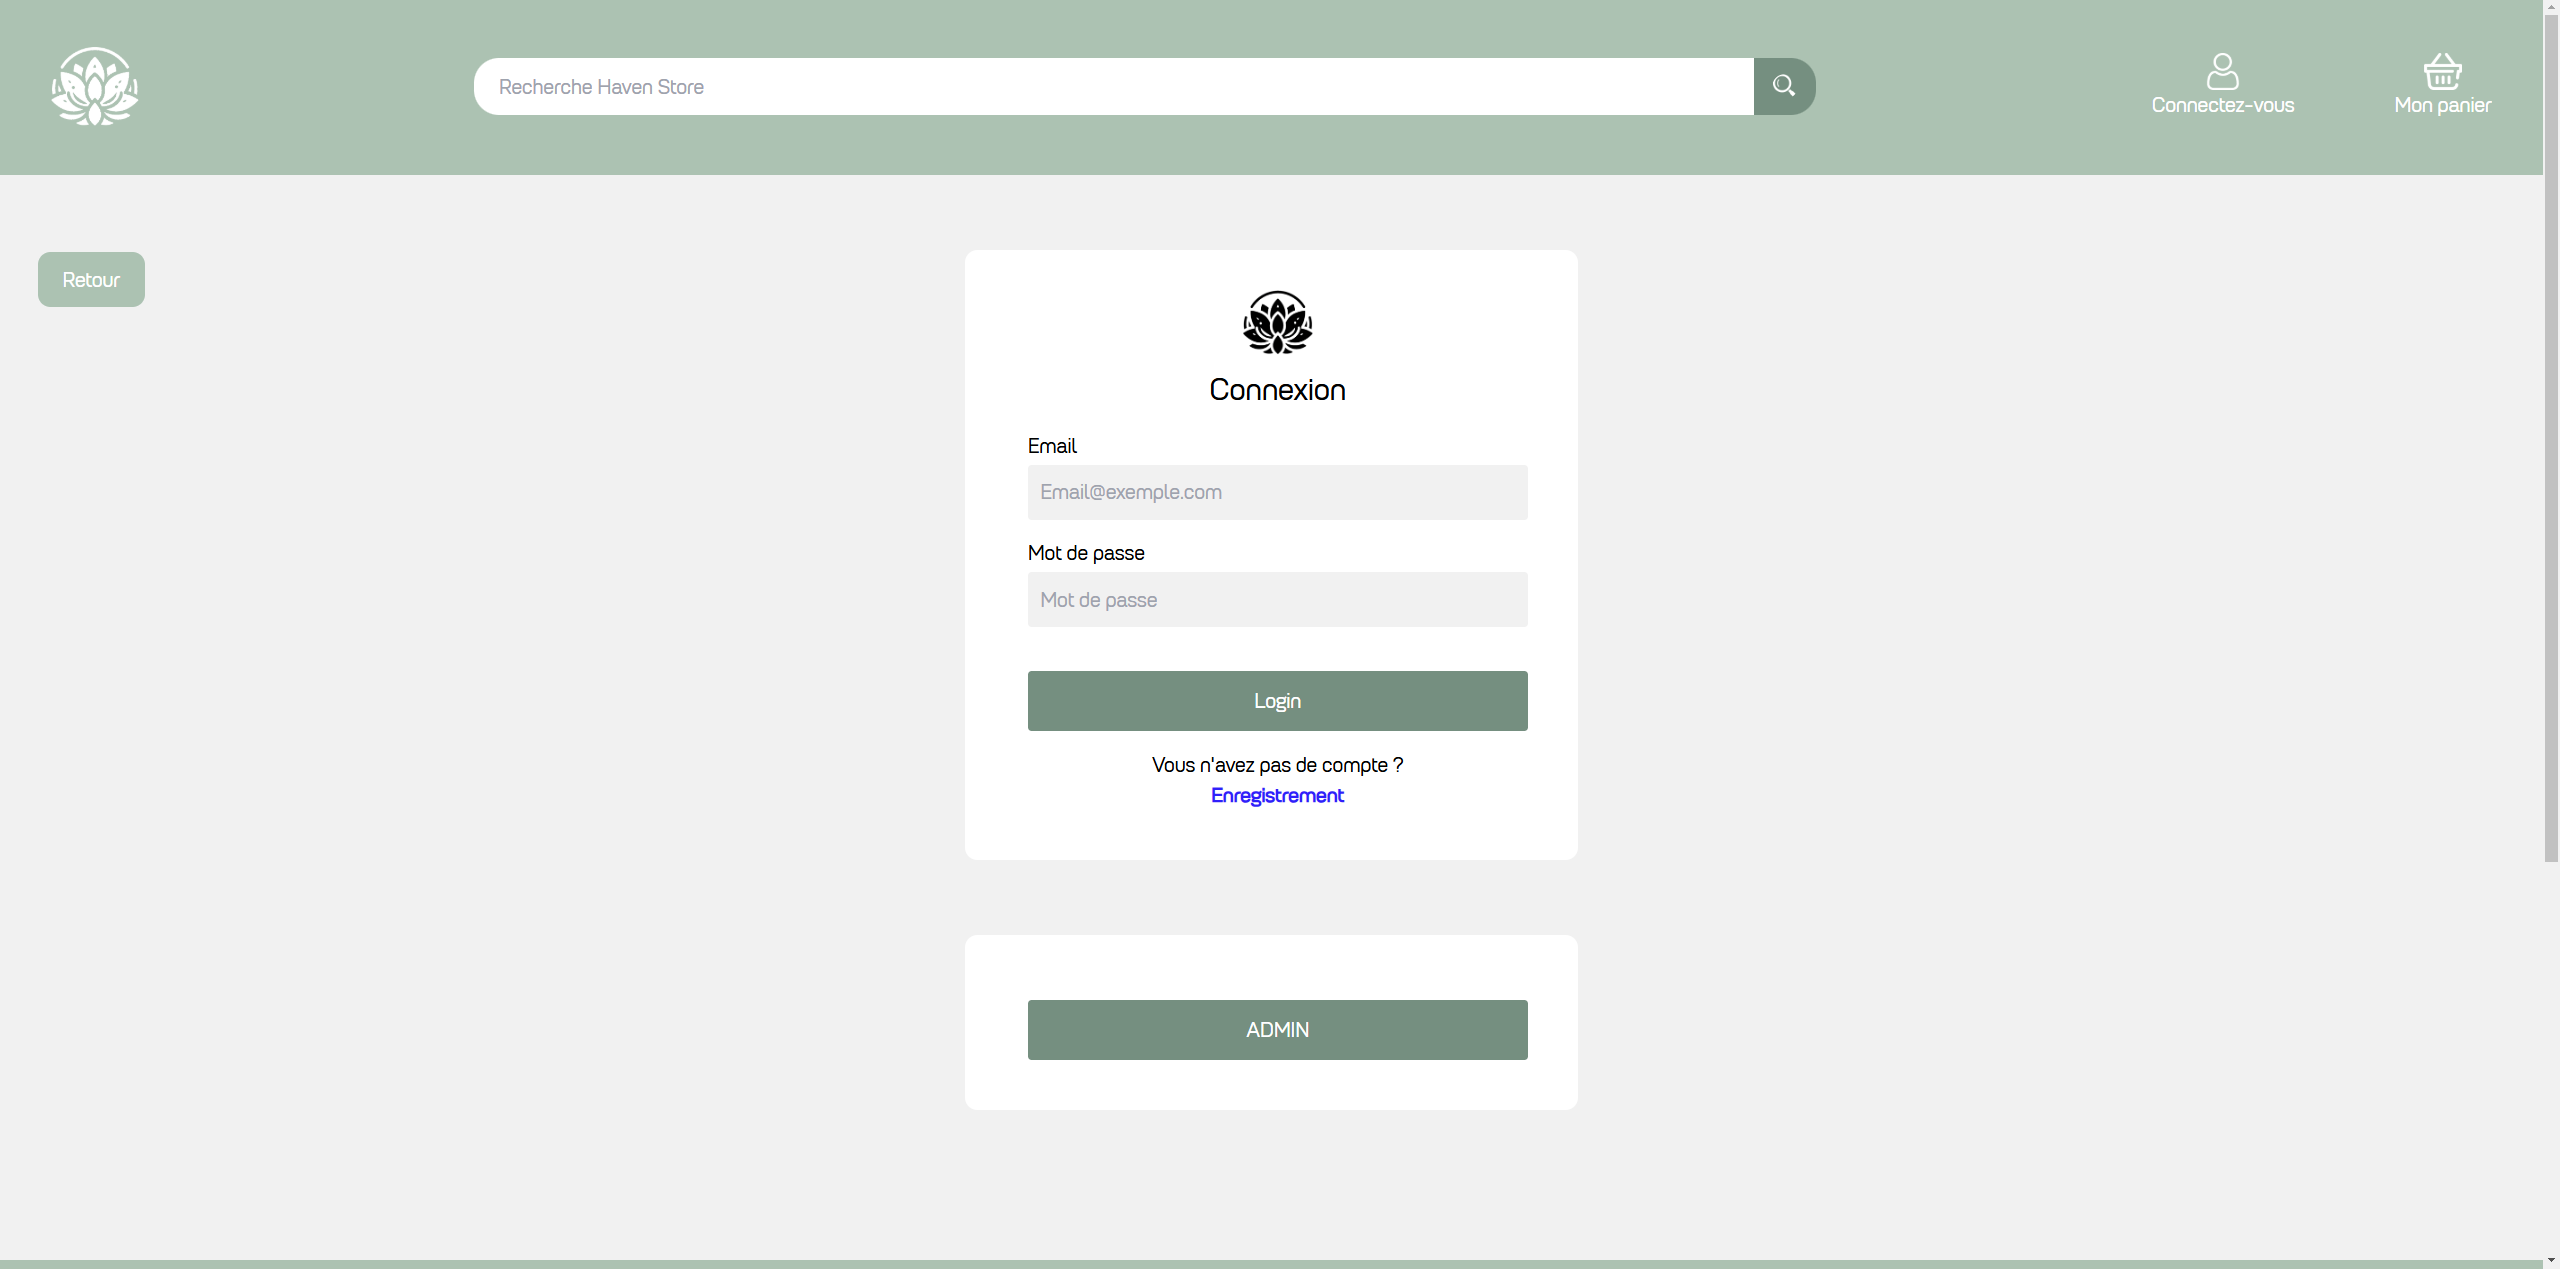 Recherche Haven Store
Connectez-vous
Mon panier
Retour
Connexion
Email
Email@exemple.com
Mot de passe
Mot de passe
Login
Vous n'avez pas de compte ?
Enregistrement
ADMIN